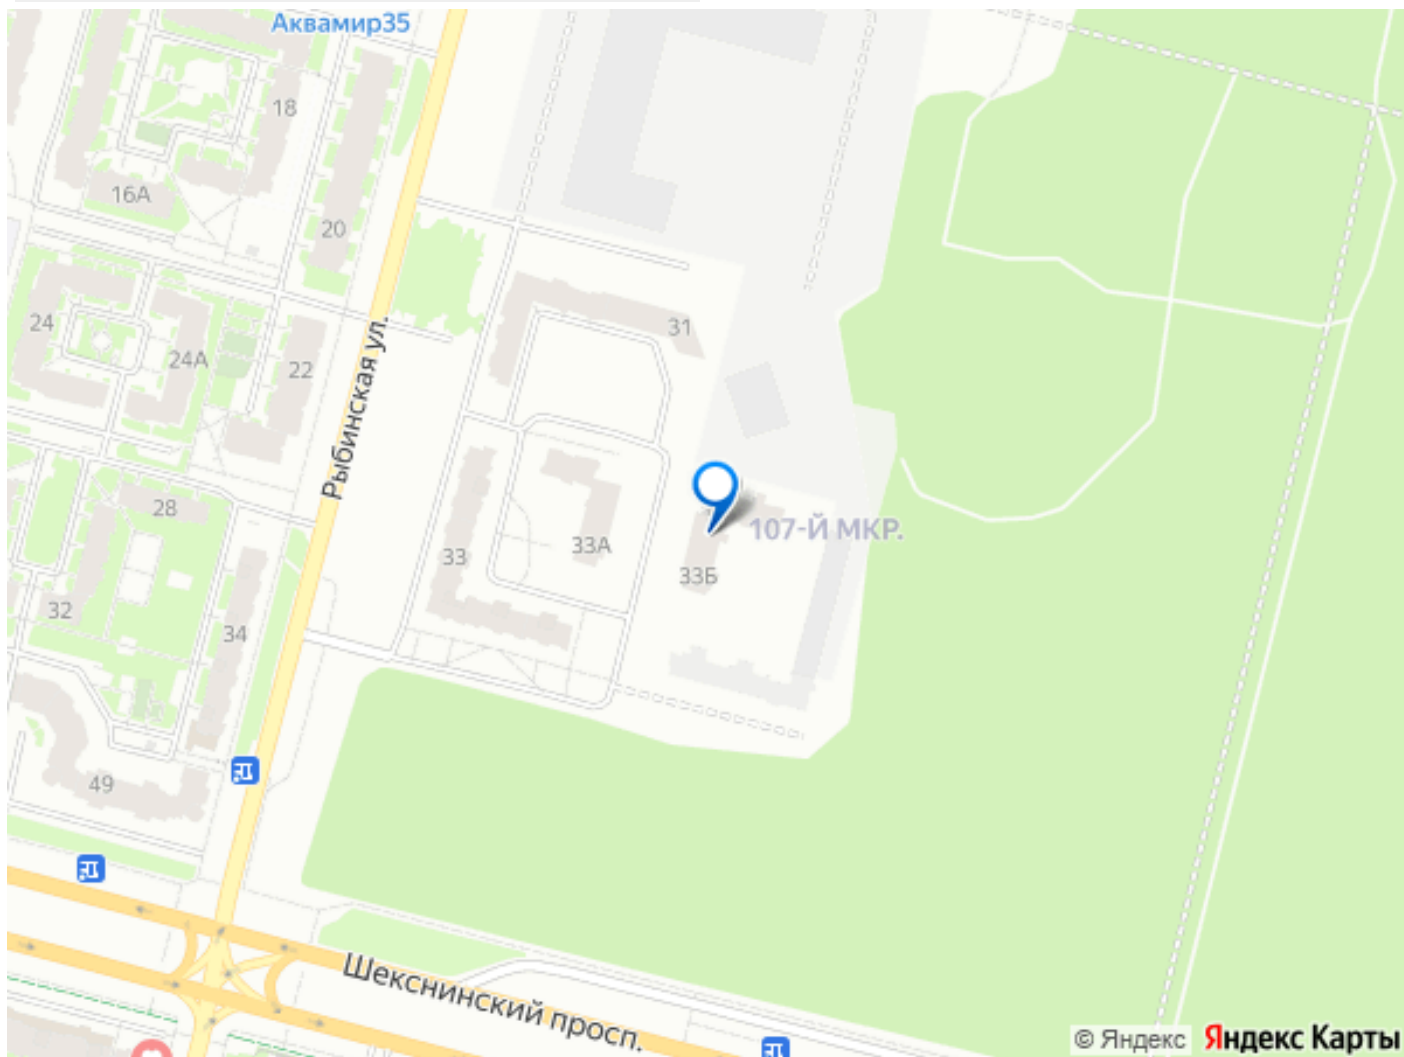 Аквамир35
18
16А
20
24
24А
22
31
Рыбинская ул.
28
33
33А
107-Й МКР.
33Б
32
34
49
Шекснинский просп.
© Яндекс Яндекс Карты